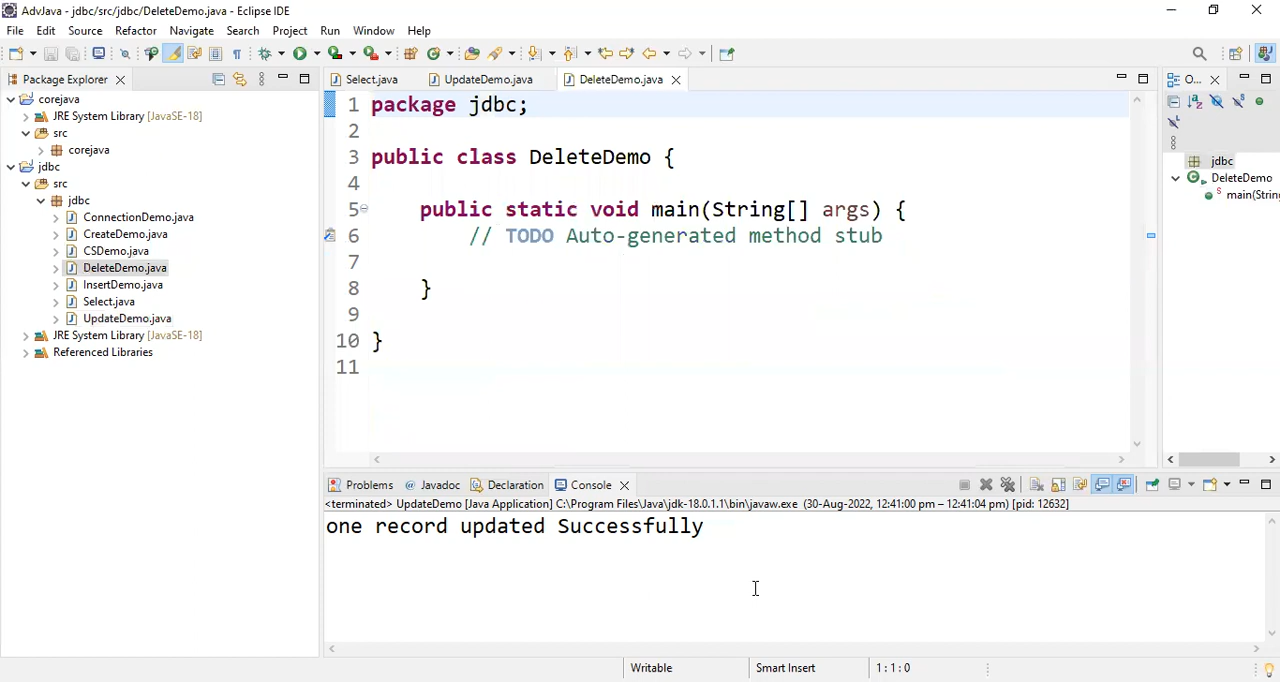 AdvJava - jdbc/src/jdbc/DeleteDemo.java - Eclipse IDE
File Edit Source Refactor Navigate Search Project Run Window Help
Package Explorer
Select.java UpdateDemo.java DeleteDemo.java
O...
corejava
JRE System Library [JavaSE-18]
src
corejava
jdbc
src
jdbc
ConnectionDemo.java
CreateDemo.java
CSDemo.java
DeleteDemo.java
InsertDemo.java
Select.java
UpdateDemo.java
JRE System Library [JavaSE-18]
Referenced Libraries
1 package jdbc;
2
3 public class DeleteDemo {
4
5 public static void main(String[] args) {
6 // TODO Auto-generated method stub
7
8 }
9
10 }
11
jdbc
DeleteDemo
main(Strin
Problems Javadoc Declaration Console
<terminated> UpdateDemo [Java Application] C:\Program Files\Java\jdk-18.0.1.1\bin\javaw.exe (30-Aug-2022, 12:41:00 pm – 12:41:04 pm) [pid: 12632]
one record updated Successfully
Writable Smart Insert 1 : 1 : 0